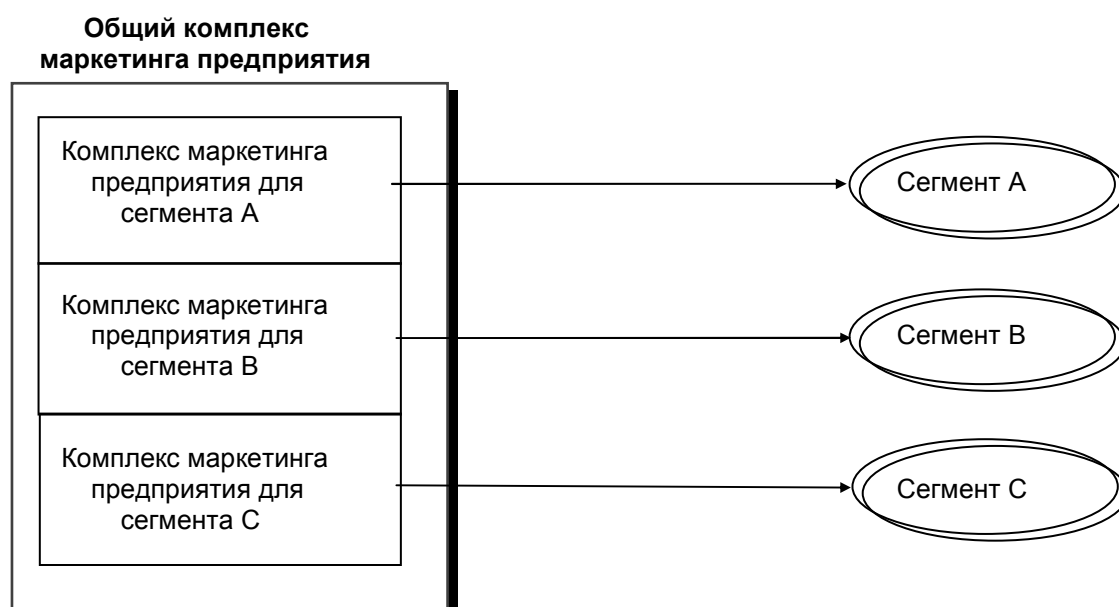 Общий комплекс
маркетинга предприятия
Комплекс маркетинга
предприятия для
сегмента А
Сегмент А
Комплекс маркетинга
предприятия для
сегмента В
Сегмент В
Комплекс маркетинга
предприятия для
сегмента С
Сегмент С